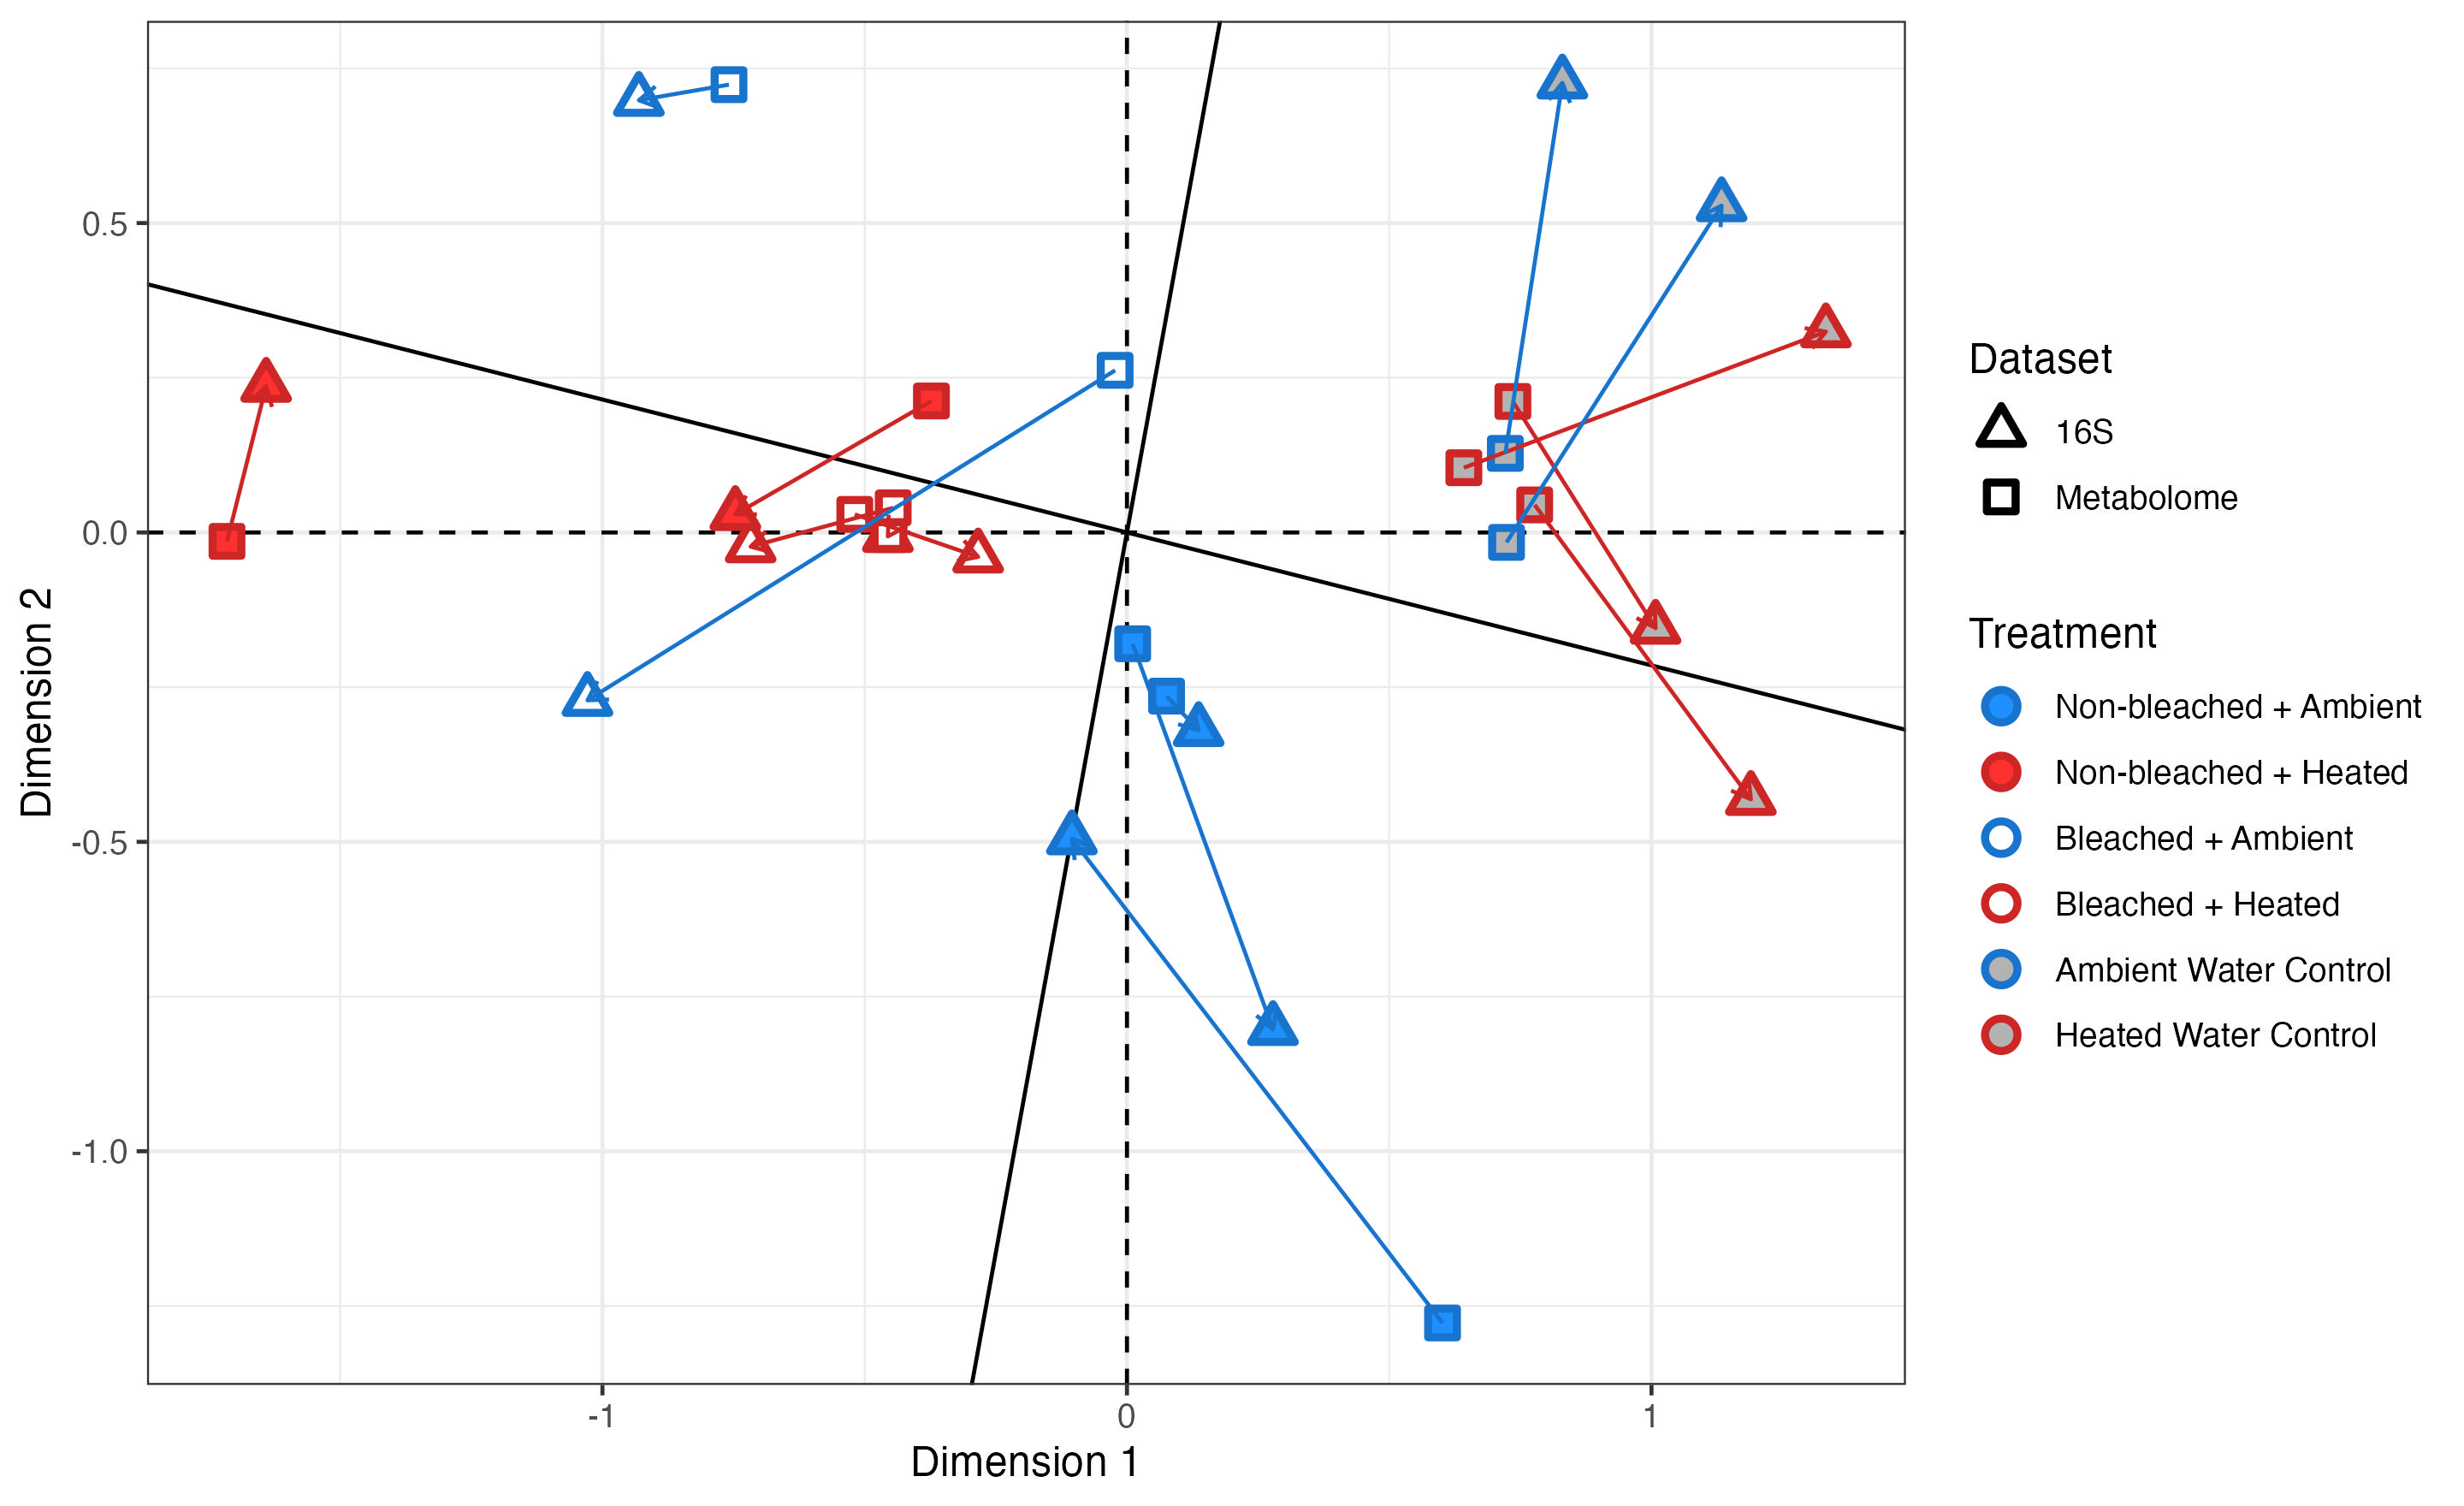 Dimension 2
0.5
0.0
-0.5
-1.0
-1
0
1
Dimension 1
Dataset
16S
Metabolome
Treatment
Non-bleached + Ambient
Non-bleached + Heated
Bleached + Ambient
Bleached + Heated
Ambient Water Control
Heated Water Control